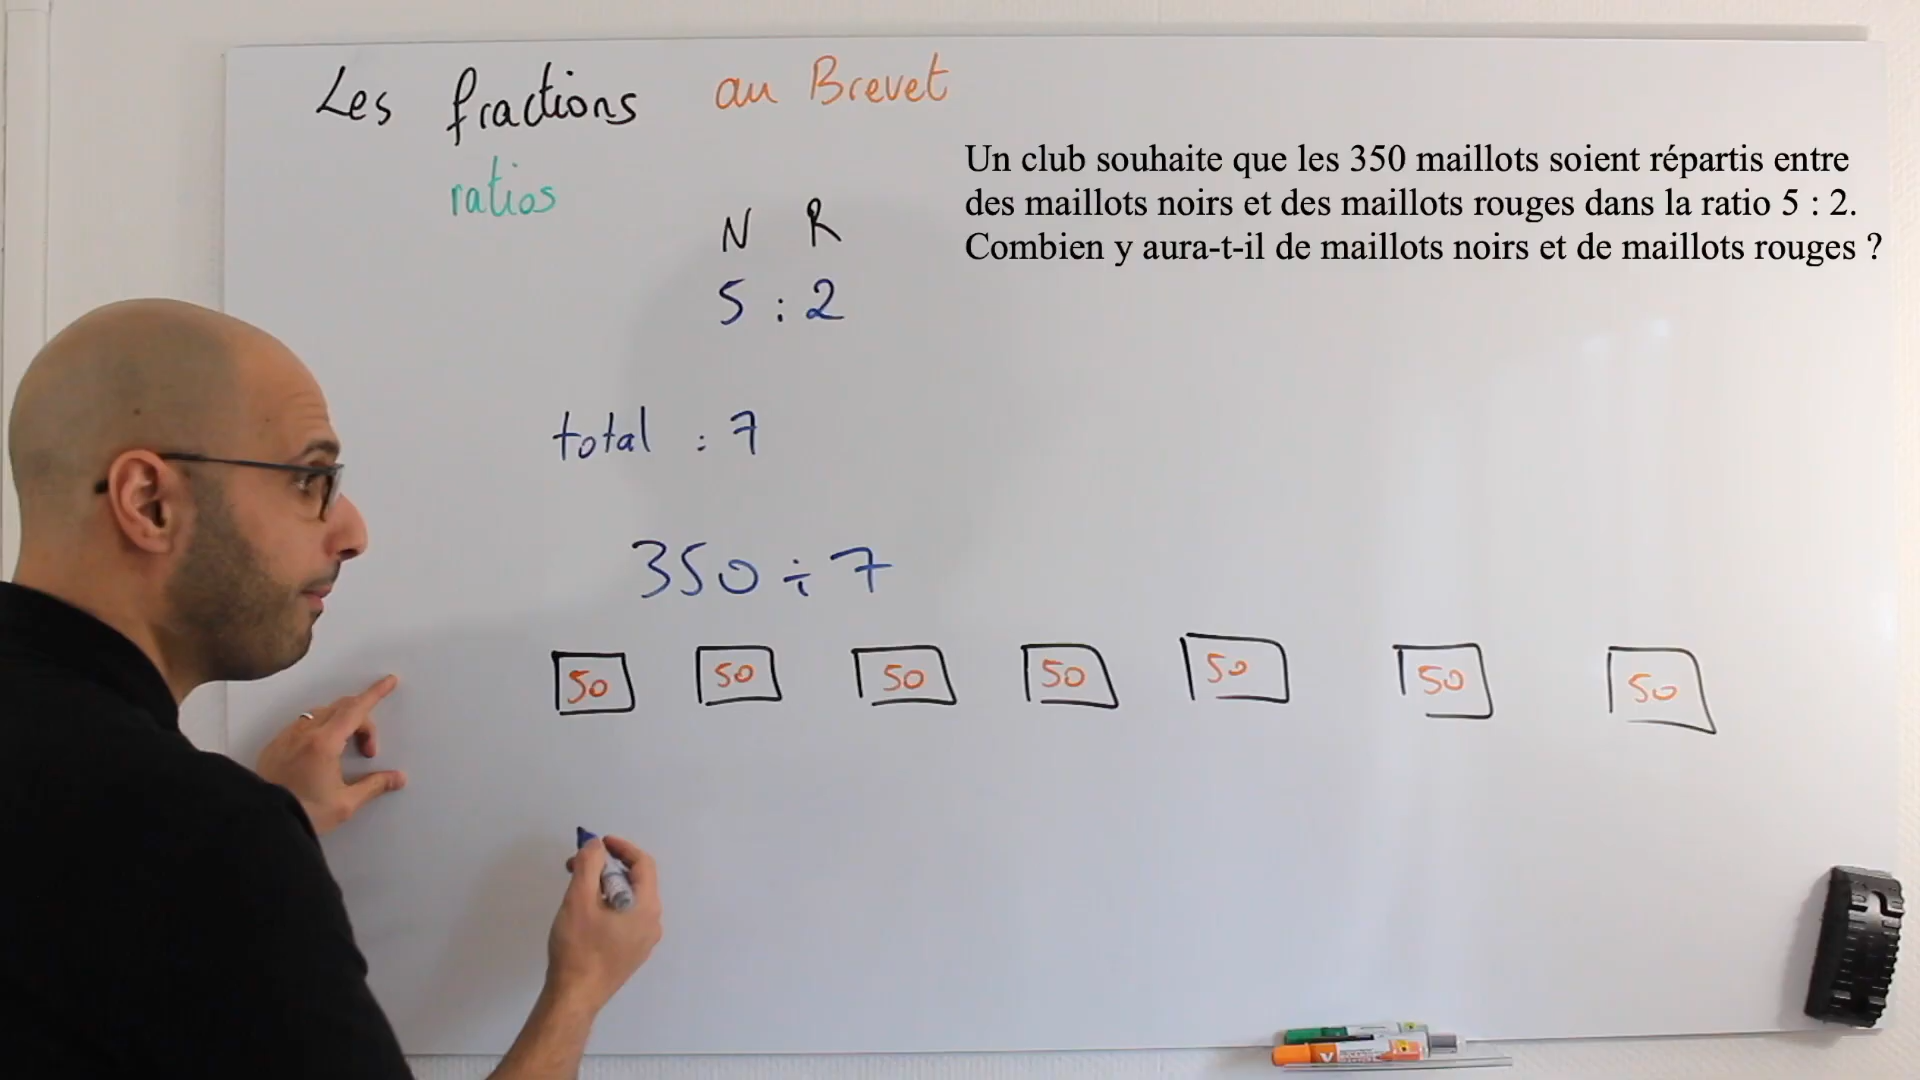 Les fractions au Brevet
ratios
Un club souhaite que les 350 maillots soient répartis entre
des maillots noirs et des maillots rouges dans la ratio 5 : 2.
Combien y aura-t-il de maillots noirs et de maillots rouges ?
N R
5 : 2
total : 7
350 ÷ 7
50 50 50 50 50 50 50